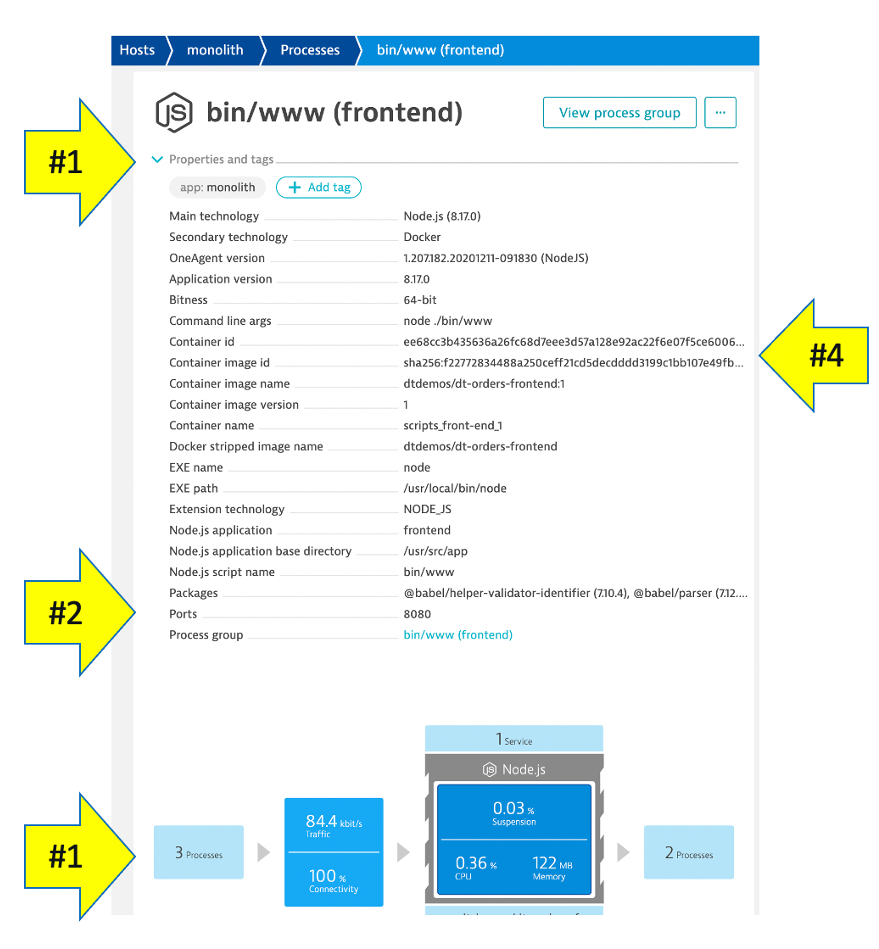 Hosts monolith Processes bin/www (frontend)
JS bin/www (frontend) View process group ...
#1
Properties and tags
app: monolith + Add tag
Main technology Node.js (8.17.0)
Secondary technology Docker
OneAgent version 1.207.182.20201211-091830 (NodeJS)
Application version 8.17.0
Bitness 64-bit
Command line args node ./bin/www
Container id ee68cc3b435636a26fc68d7eee3d57a128e92ac22f6e07f5ce6006...
#4
Container image id sha256:f22772834488a250ceff21cd5decdddd3199c1bb107e49fb...
Container image name dtdemos/dt-orders-frontend:1
Container image version 1
Container name scripts_front-end_1
Docker stripped image name dtdemos/dt-orders-frontend
EXE name node
EXE path /usr/local/bin/node
Extension technology NODE_JS
Node.js application frontend
Node.js application base directory /usr/src/app
Node.js script name bin/www
Packages @babel/helper-validator-identifier (7.10.4), @babel/parser (7.12....
#2
Ports 8080
Process group bin/www (frontend)
1 Service
JS Node.js
#1
3 Processes
84.4 kbit/s
Traffic
100 %
Connectivity
0.03 %
Suspension
0.36 %
CPU
122 MB
Memory
2 Processes